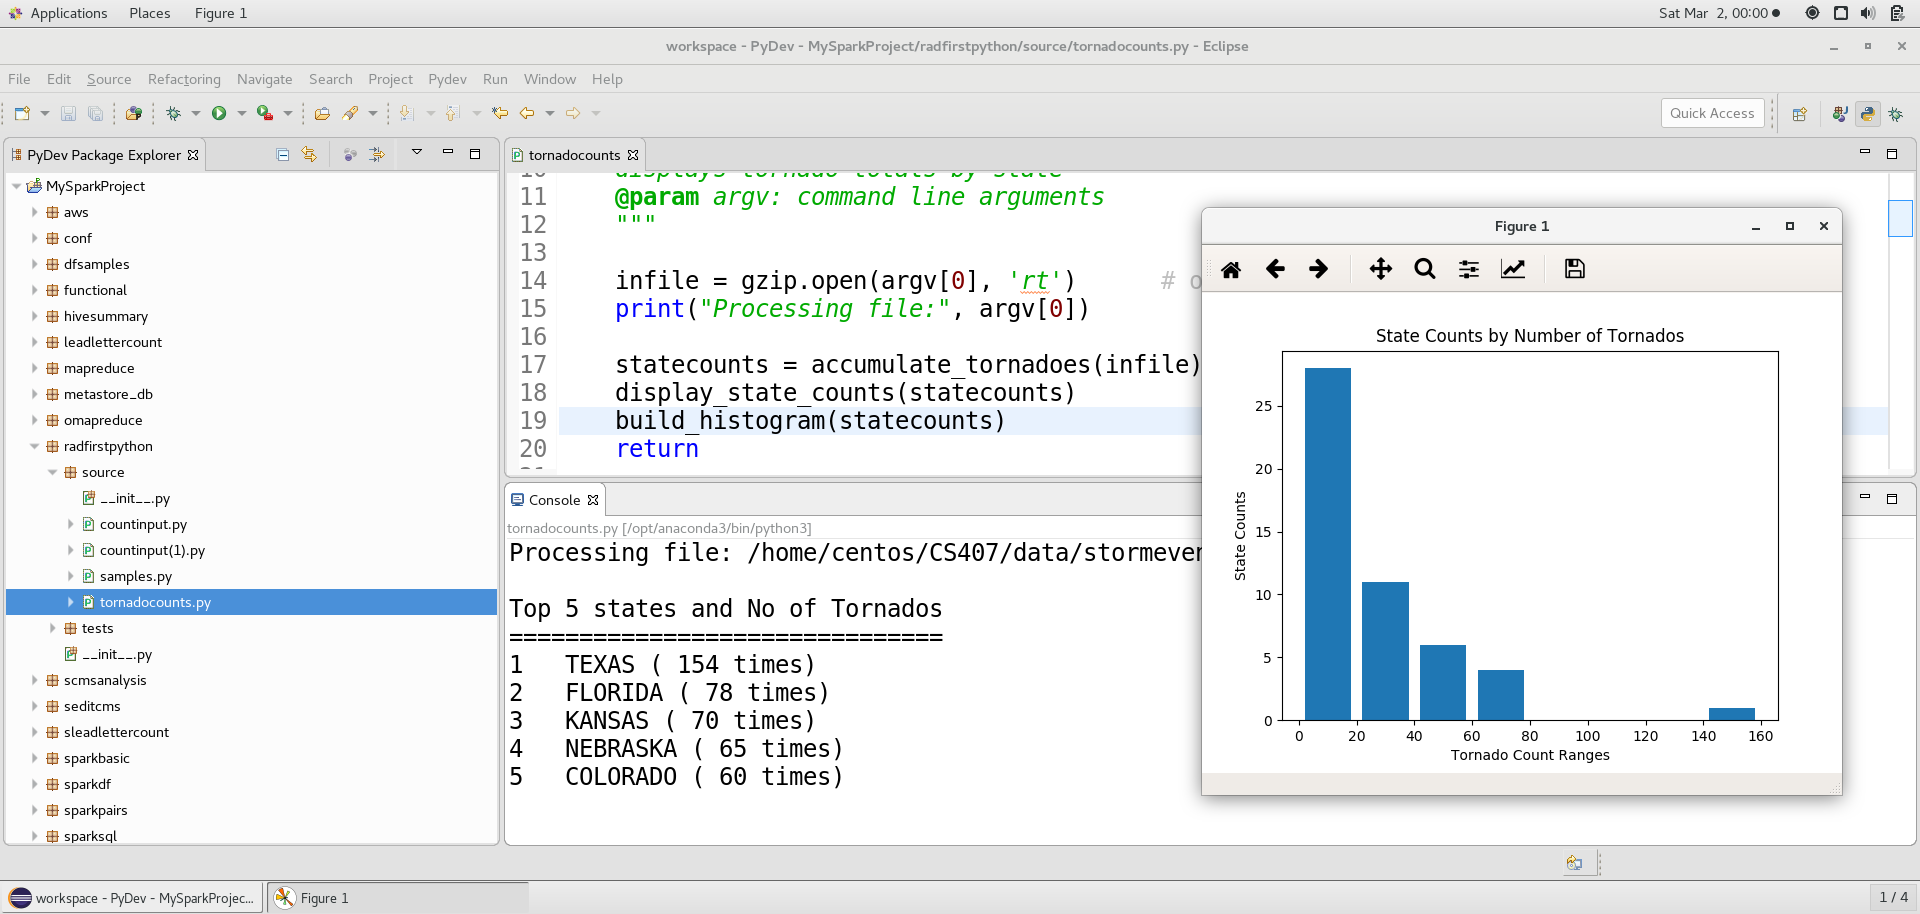 Applications Places Figure 1 Sat Mar 2, 00:00
workspace - PyDev - MySparkProject/radfirstpython/source/tornadocounts.py - Eclipse
File Edit Source Refactoring Navigate Search Project Pydev Run Window Help
Quick Access
PyDev Package Explorer
MySparkProject
aws
conf
dfsamples
functional
hivesummary
leadlettercount
mapreduce
metastore_db
omapreduce
radfirstpython
source
__init__.py
countinput.py
countinput(1).py
samples.py
tornadocounts.py
tests
__init__.py
scmsanalysis
seditcms
sleadlettercount
sparkbasic
sparkdf
sparkpairs
sparksql
tornadocounts
10 displays tornado totals by state
11 @param argv: command line arguments
12 """
13
14 infile = gzip.open(argv[0], 'rt') # o
15 print("Processing file:", argv[0])
16
17 statecounts = accumulate_tornadoes(infile)
18 display_state_counts(statecounts)
19 build_histogram(statecounts)
20 return
Console
tornadocounts.py [/opt/anaconda3/bin/python3]
Processing file: /home/centos/CS407/data/stormever
Top 5 states and No of Tornados
===============================
1 TEXAS ( 154 times)
2 FLORIDA ( 78 times)
3 KANSAS ( 70 times)
4 NEBRASKA ( 65 times)
5 COLORADO ( 60 times)
Figure 1
State Counts by Number of Tornados
25
20
15
10
5
0
State Counts
0 20 40 60 80 100 120 140 160
Tornado Count Ranges
workspace - PyDev - MySparkProjec...
Figure 1
1 / 4